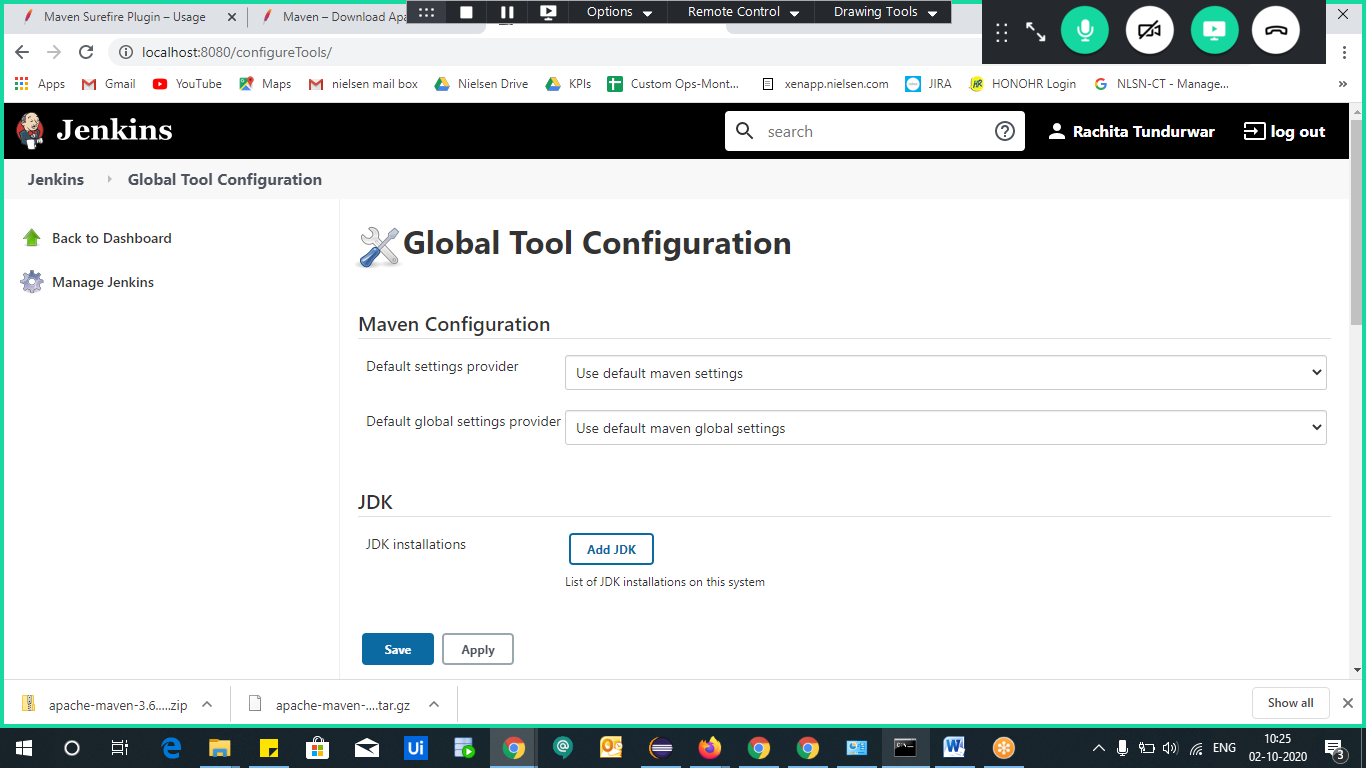 Maven Surefire Plugin – Usage
Maven – Download Apa
Options
Remote Control
Drawing Tools
localhost:8080/configureTools/
Apps
Gmail
YouTube
Maps
nielsen mail box
Nielsen Drive
KPIs
Custom Ops-Mont...
xenapp.nielsen.com
JIRA
HONOHR Login
NLSN-CT - Manage...
Jenkins
search
Rachita Tundurwar
log out
Jenkins
Global Tool Configuration
Back to Dashboard
Manage Jenkins
Global Tool Configuration
Maven Configuration
Default settings provider
Use default maven settings
Default global settings provider
Use default maven global settings
JDK
JDK installations
Add JDK
List of JDK installations on this system
Save
Apply
apache-maven-3.6.....zip
apache-maven-....tar.gz
Show all
Ui
ENG
10:25
02-10-2020
3